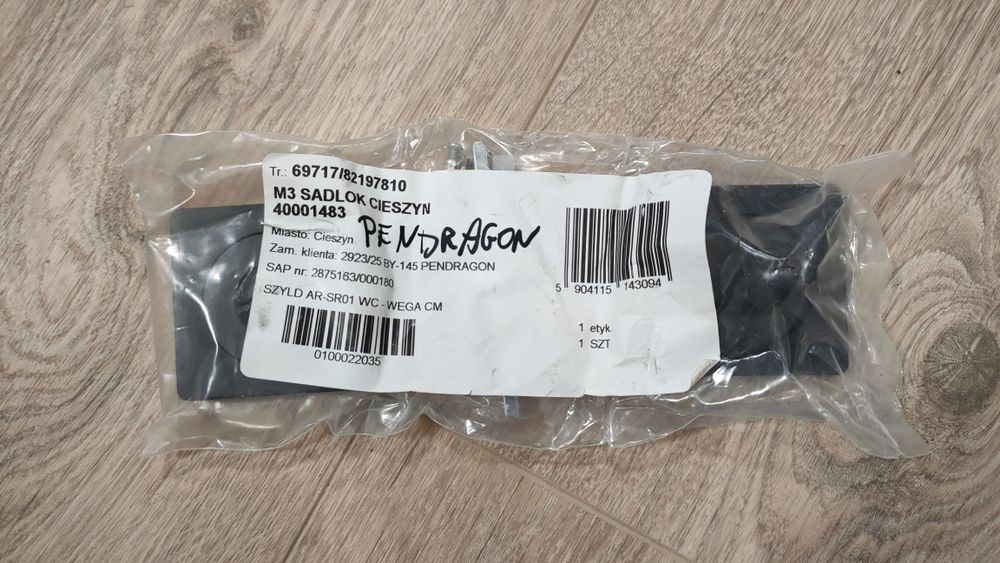 Tr.: 69717/82197810
M3 SADLOK CIESZYN
40001483
PENDRAGON
Miasto: Cieszyn
Zam. klienta: 2923/25 BY-145 PENDRAGON
SAP nr: 2875163/000180
SZYLD AR-SR01 WC - WEGA CM
0100022035
5 904115 143094
1 etyk.
1 SZT